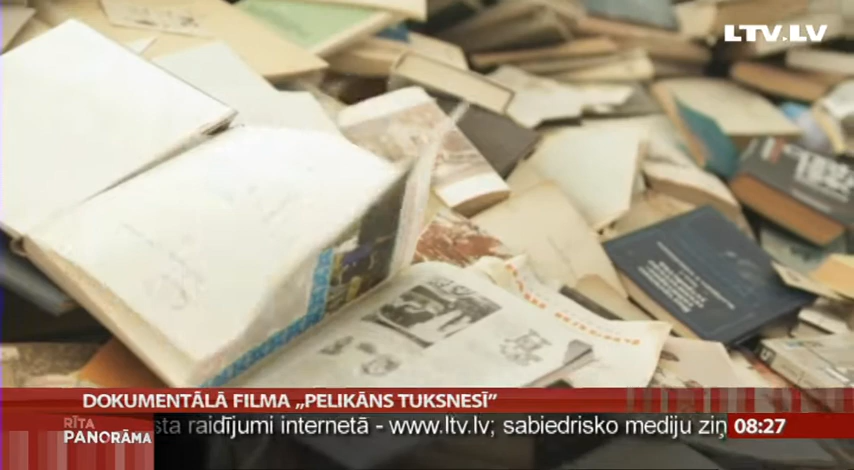 LTV.LV
DOKUMENTĀLĀ FILMA „PELIKĀNS TUKSNESĪ”
RĪTA
PANORĀMA
sta raidījumi internetā - www.ltv.lv; sabiedrisko mediju ziņ
08:27